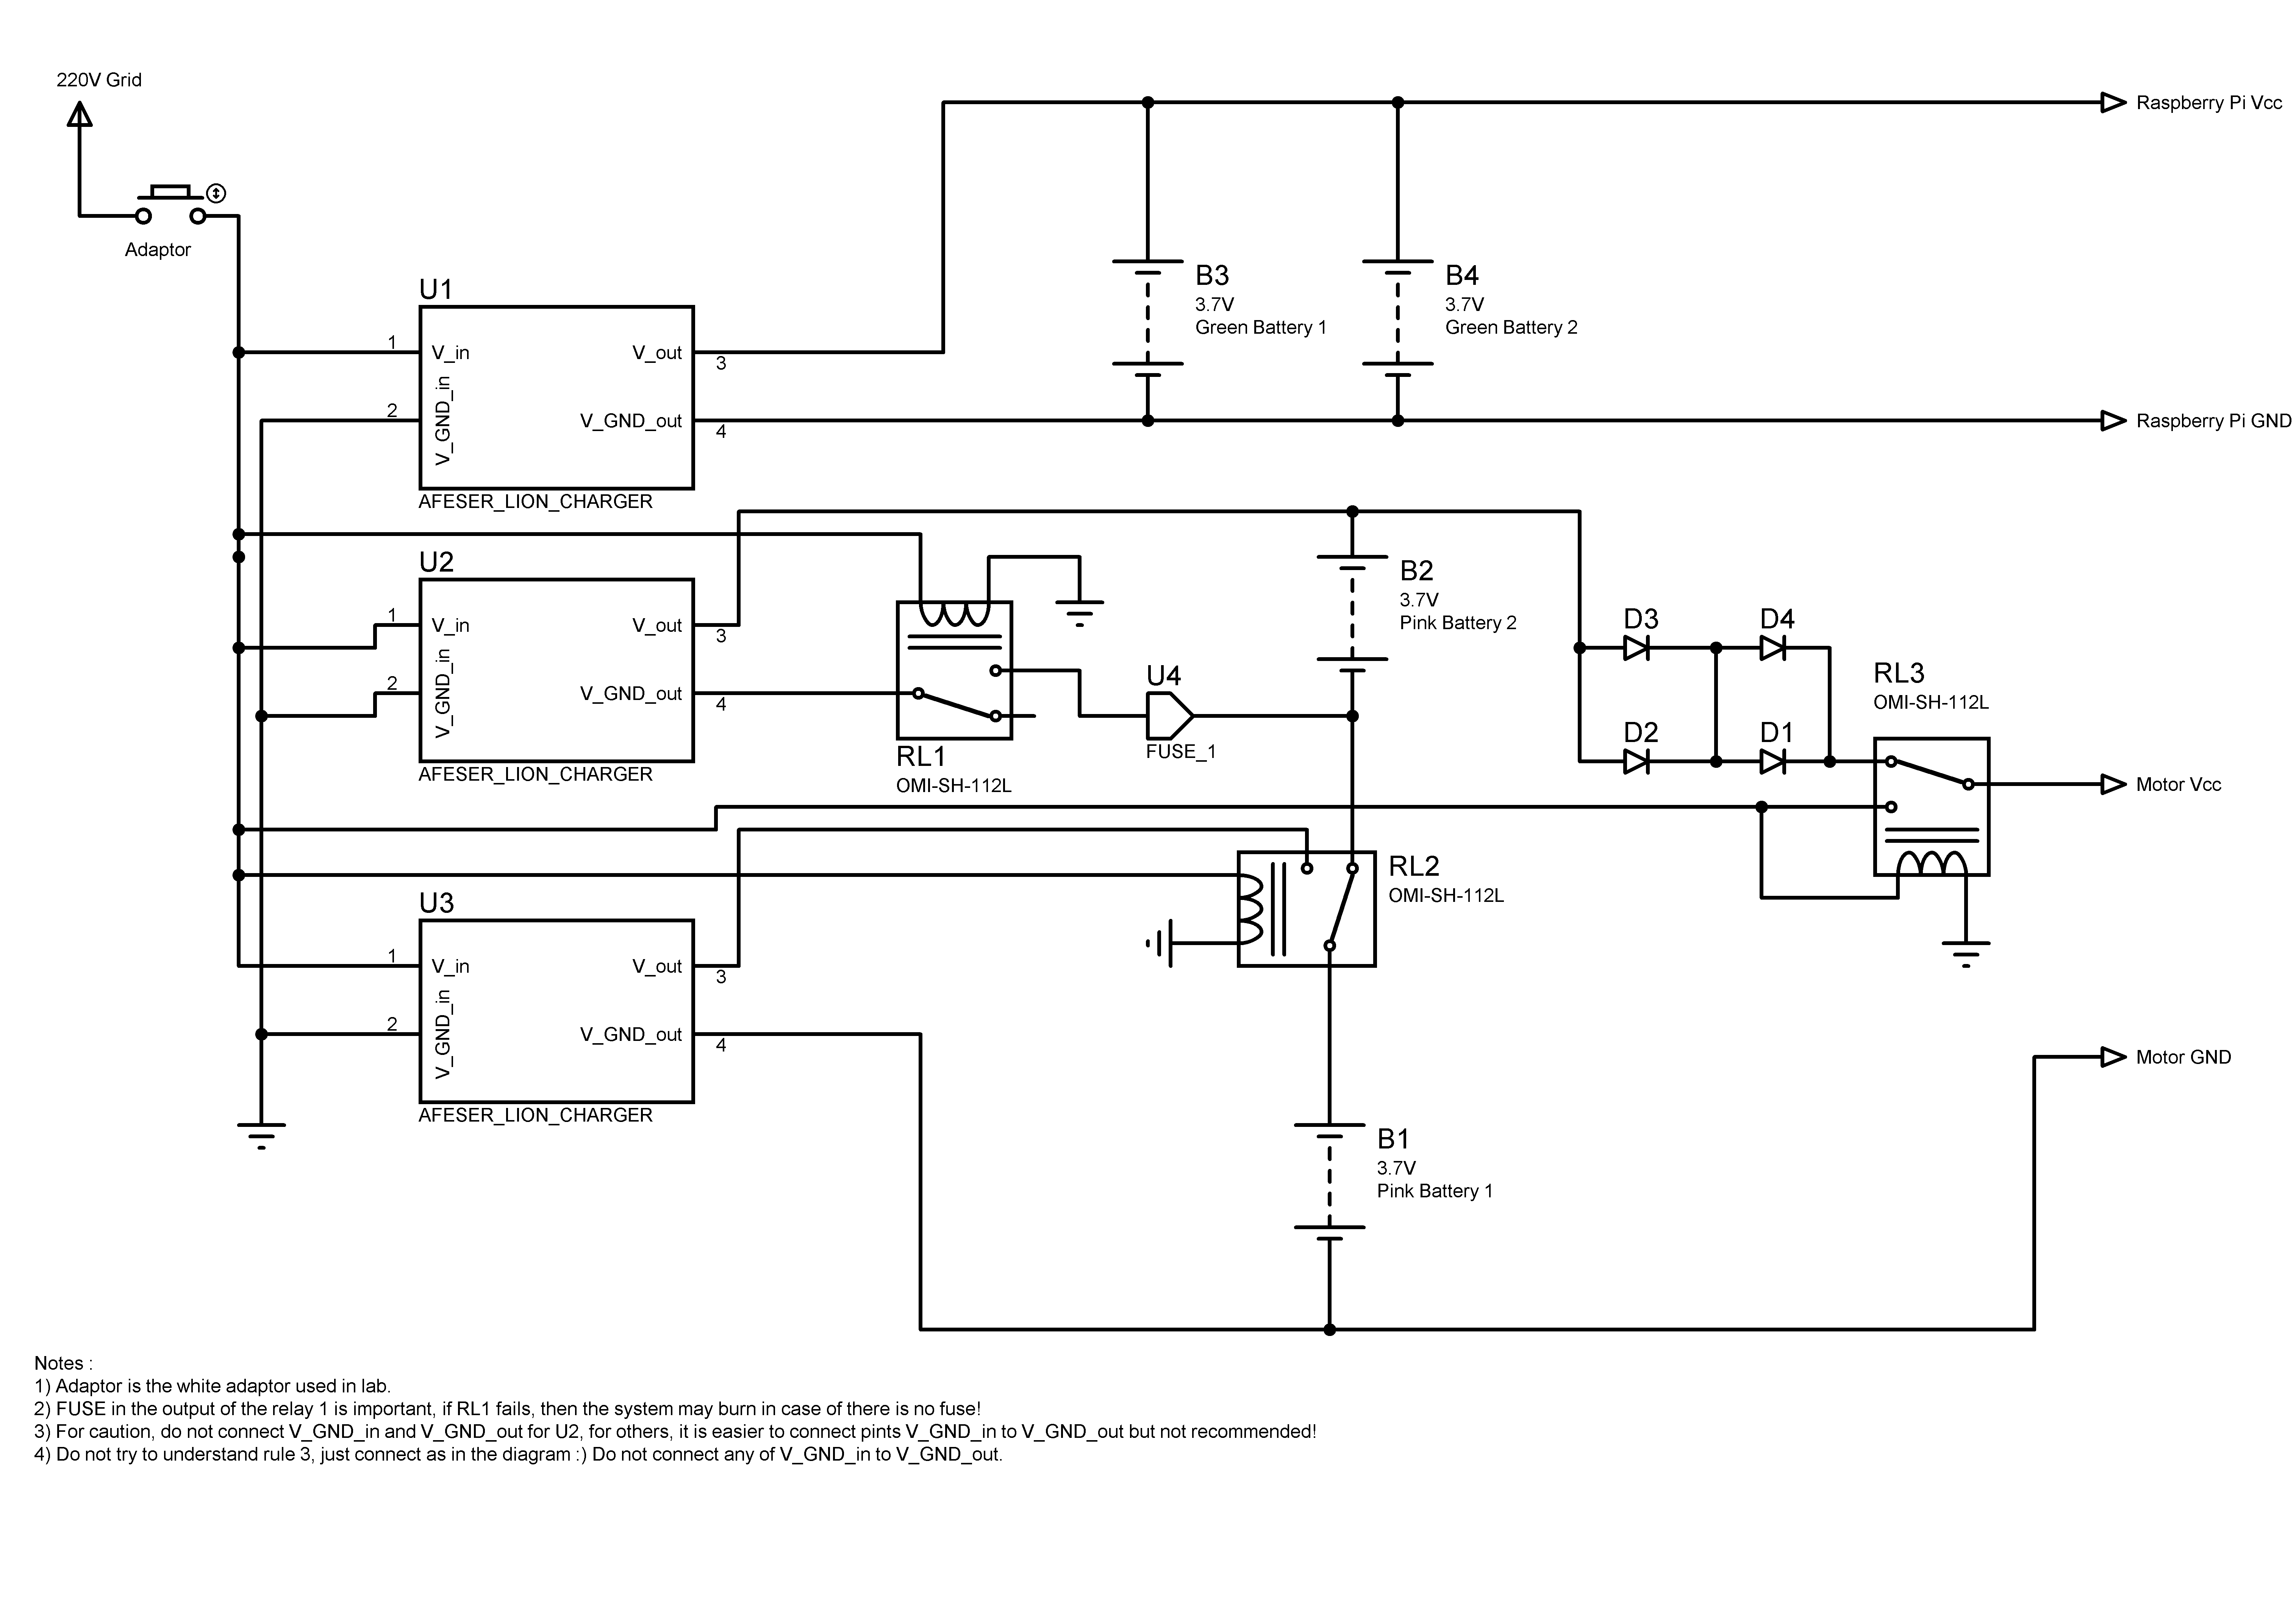 220V Grid
Adaptor
U1
1
V_in
V_out
3
2
V_GND_in
V_GND_out
4
AFESER_LION_CHARGER
B3
3.7V
Green Battery 1
B4
3.7V
Green Battery 2
Raspberry Pi Vcc
Raspberry Pi GND
U2
1
V_in
V_out
3
2
V_GND_in
V_GND_out
4
AFESER_LION_CHARGER
RL1
OMI-SH-112L
U4
FUSE_1
B2
3.7V
Pink Battery 2
D3
D4
D2
D1
RL3
OMI-SH-112L
Motor Vcc
U3
1
V_in
V_out
3
2
V_GND_in
V_GND_out
4
AFESER_LION_CHARGER
RL2
OMI-SH-112L
Motor GND
B1
3.7V
Pink Battery 1
Notes :
1) Adaptor is the white adaptor used in lab.
2) FUSE in the output of the relay 1 is important, if RL1 fails, then the system may burn in case of there is no fuse!
3) For caution, do not connect V_GND_in and V_GND_out for U2, for others, it is easier to connect pints V_GND_in to V_GND_out but not recommended!
4) Do not try to understand rule 3, just connect as in the diagram :) Do not connect any of V_GND_in to V_GND_out.